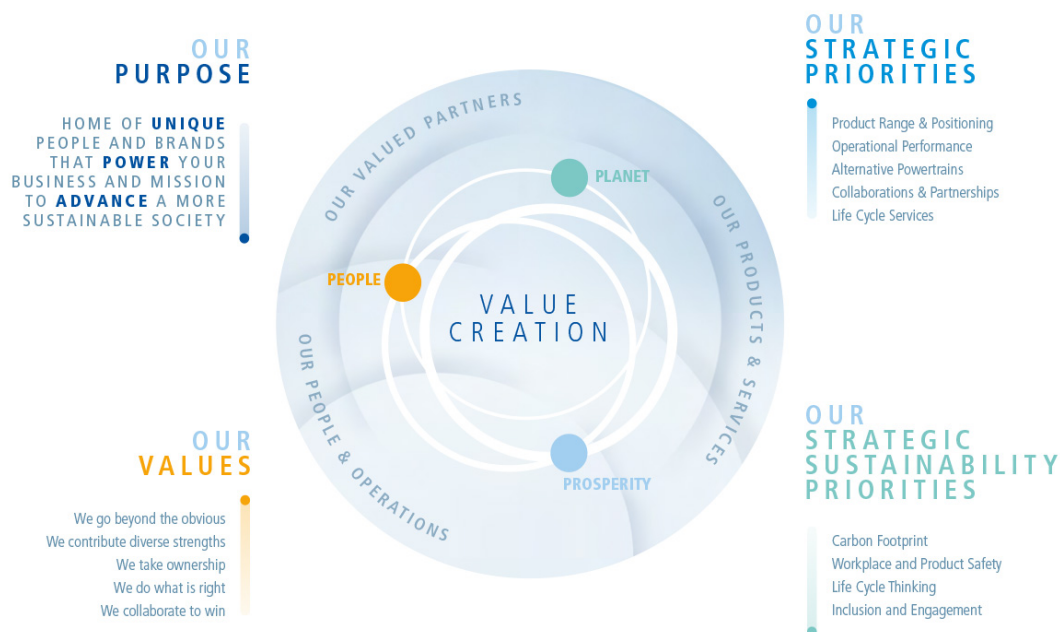 OUR
PURPOSE
HOME OF UNIQUE
PEOPLE AND BRANDS
THAT POWER YOUR
BUSINESS AND MISSION
TO ADVANCE A MORE
SUSTAINABLE SOCIETY
OUR
VALUES
We go beyond the obvious
We contribute diverse strengths
We take ownership
We do what is right
We collaborate to win
OUR VALUED PARTNERS
OUR PRODUCTS & SERVICES
OUR PEOPLE & OPERATIONS
PLANET
PEOPLE
VALUE
CREATION
PROSPERITY
OUR
STRATEGIC
PRIORITIES
Product Range & Positioning
Operational Performance
Alternative Powertrains
Collaborations & Partnerships
Life Cycle Services
OUR
STRATEGIC
SUSTAINABILITY
PRIORITIES
Carbon Footprint
Workplace and Product Safety
Life Cycle Thinking
Inclusion and Engagement